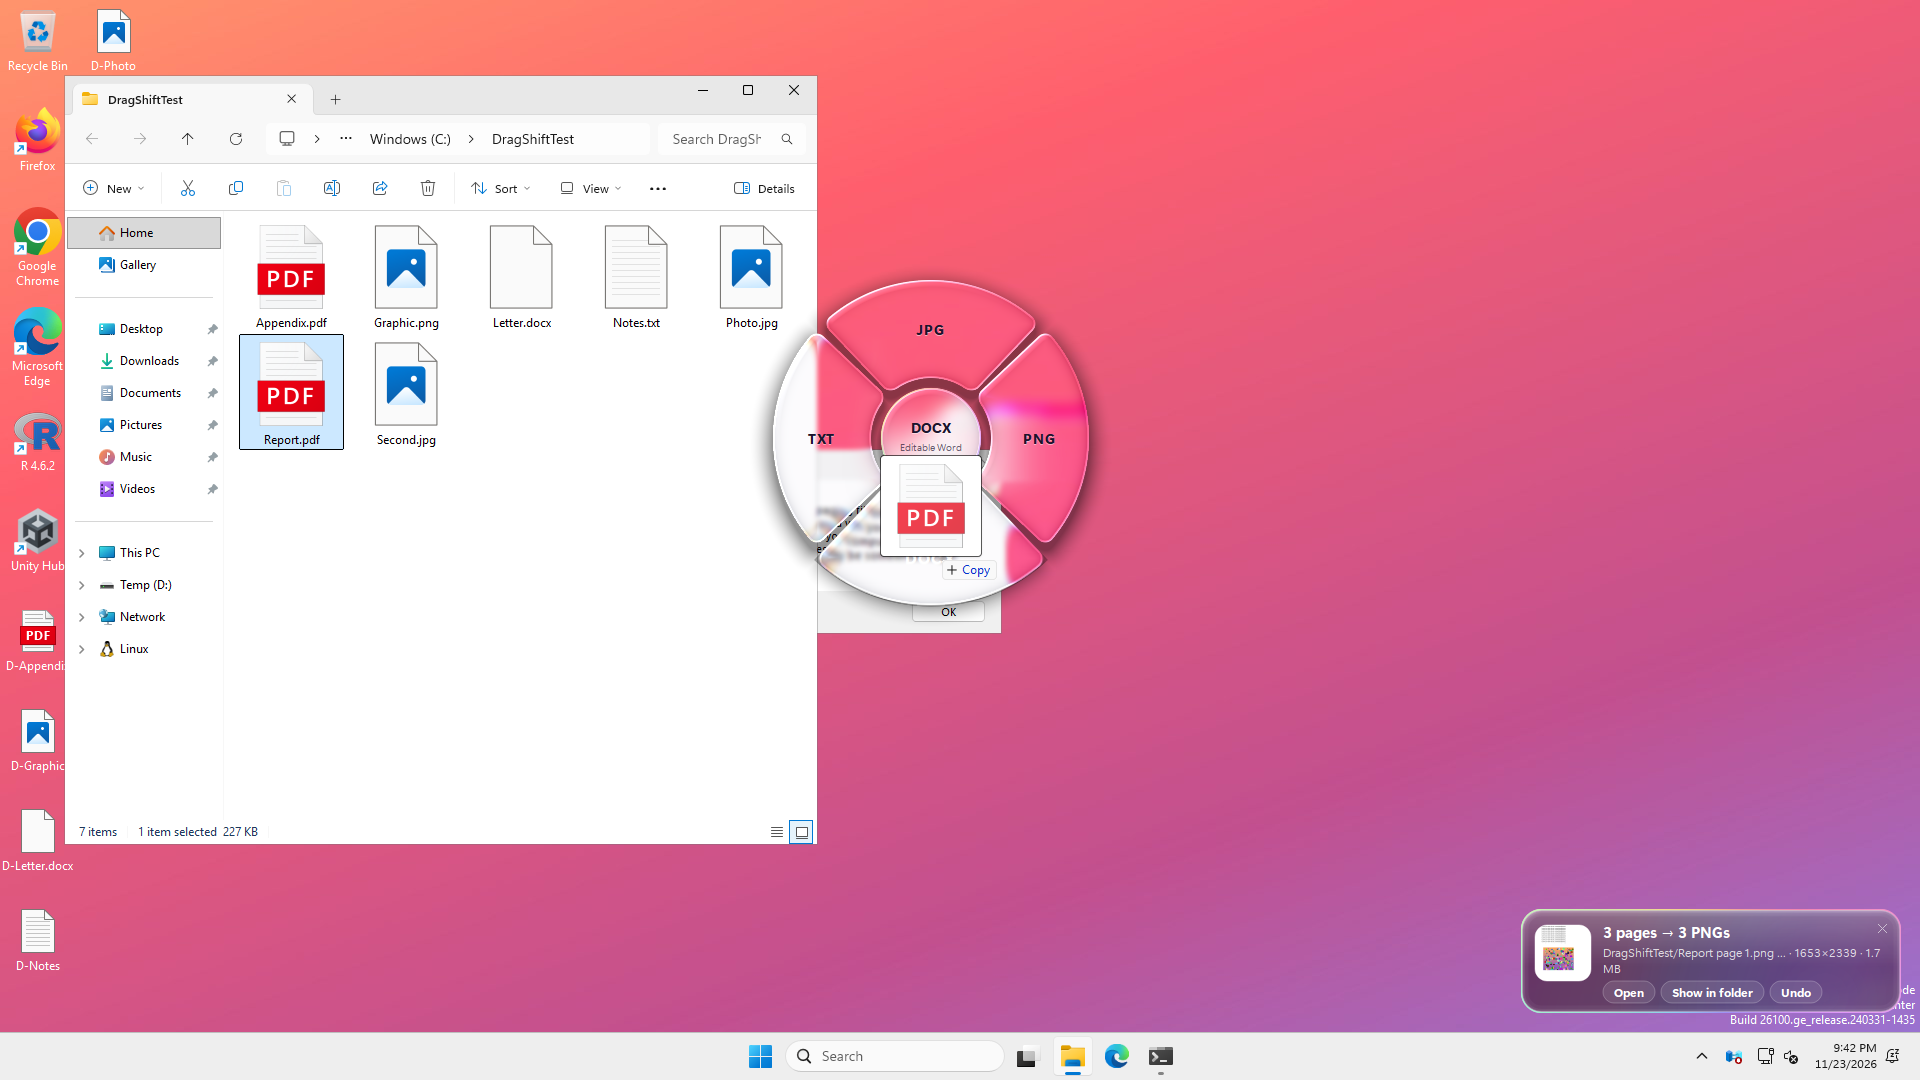 Recycle Bin
D-Photo
Firefox
Google
Chrome
Microsoft
Edge
R 4.6.2
Unity Hub
PDF
D-Appendi
D-Graphic
D-Letter.docx
D-Notes
DragShiftTest
Windows (C:)
DragShiftTest
Search DragSh
New
Sort
View
Details
Home
Gallery
Desktop
Downloads
Documents
Pictures
Music
Videos
This PC
Temp (D:)
Network
Linux
PDF
Appendix.pdf
Graphic.png
Letter.docx
Notes.txt
Photo.jpg
PDF
Report.pdf
Second.jpg
7 items
1 item selected 227 KB
JPG
TXT
DOCX
Editable Word
PNG
PDF
+ Copy
OK
3 pages → 3 PNGs
DragShiftTest/Report page 1.png ... · 1653×2339 · 1.7
MB
Open
Show in folder
Undo
Build 26100.ge_release.240331-1435
Search
9:42 PM
11/23/2026